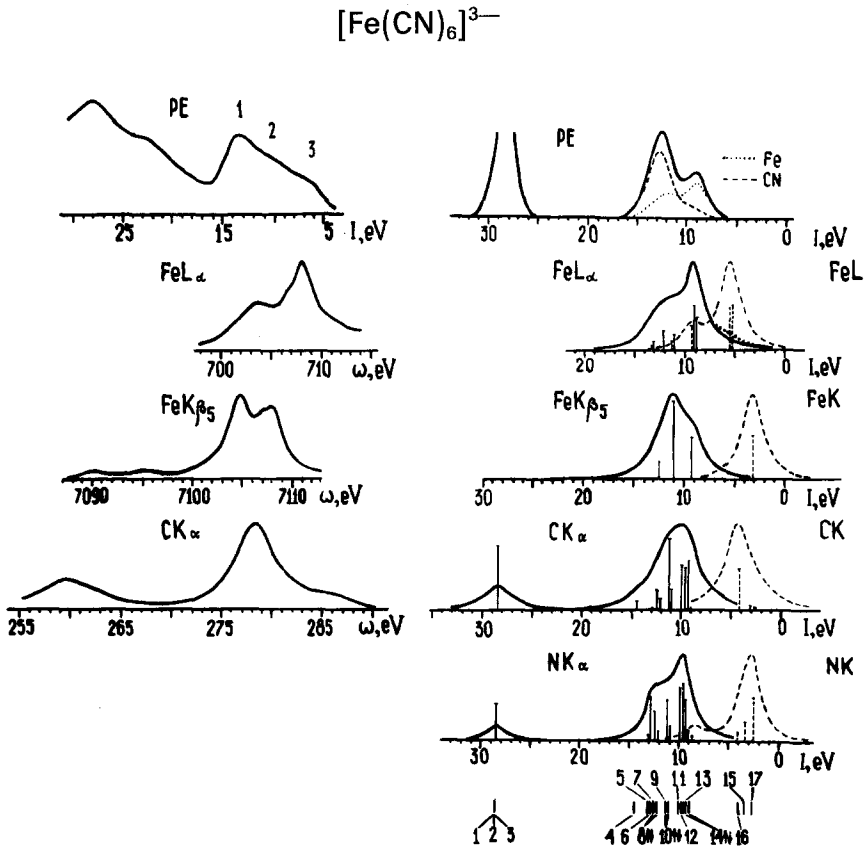 [Fe(CN)₆]³⁻
PE
1
2
3
25 15 5 I,eV
PE
Fe
CN
30 20 10 0 I,eV
FeLα
700 710 ω,eV
FeLα
FeL
20 10 0 I,eV
FeKβ₅
7090 7100 7110 ω,eV
FeKβ₅
FeK
30 20 10 0 I,eV
CKα
255 265 275 285 ω,eV
CKα
CK
30 20 10 0 I,eV
NKα
NK
30 20 10 0 I,eV
5 7 9 11 13 15 17
1 2 3 4 6 8 10 12 14 16